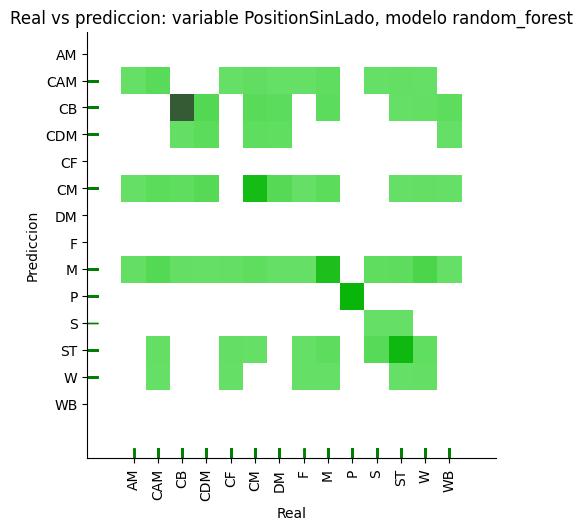 Real vs prediccion: variable PositionSinLado, modelo random_forest
AM
CAM
CB
CDM
CF
CM
DM
F
M
P
S
ST
W
WB
Prediccion
AM
CAM
CB
CDM
CF
CM
DM
F
M
P
S
ST
W
WB
Real